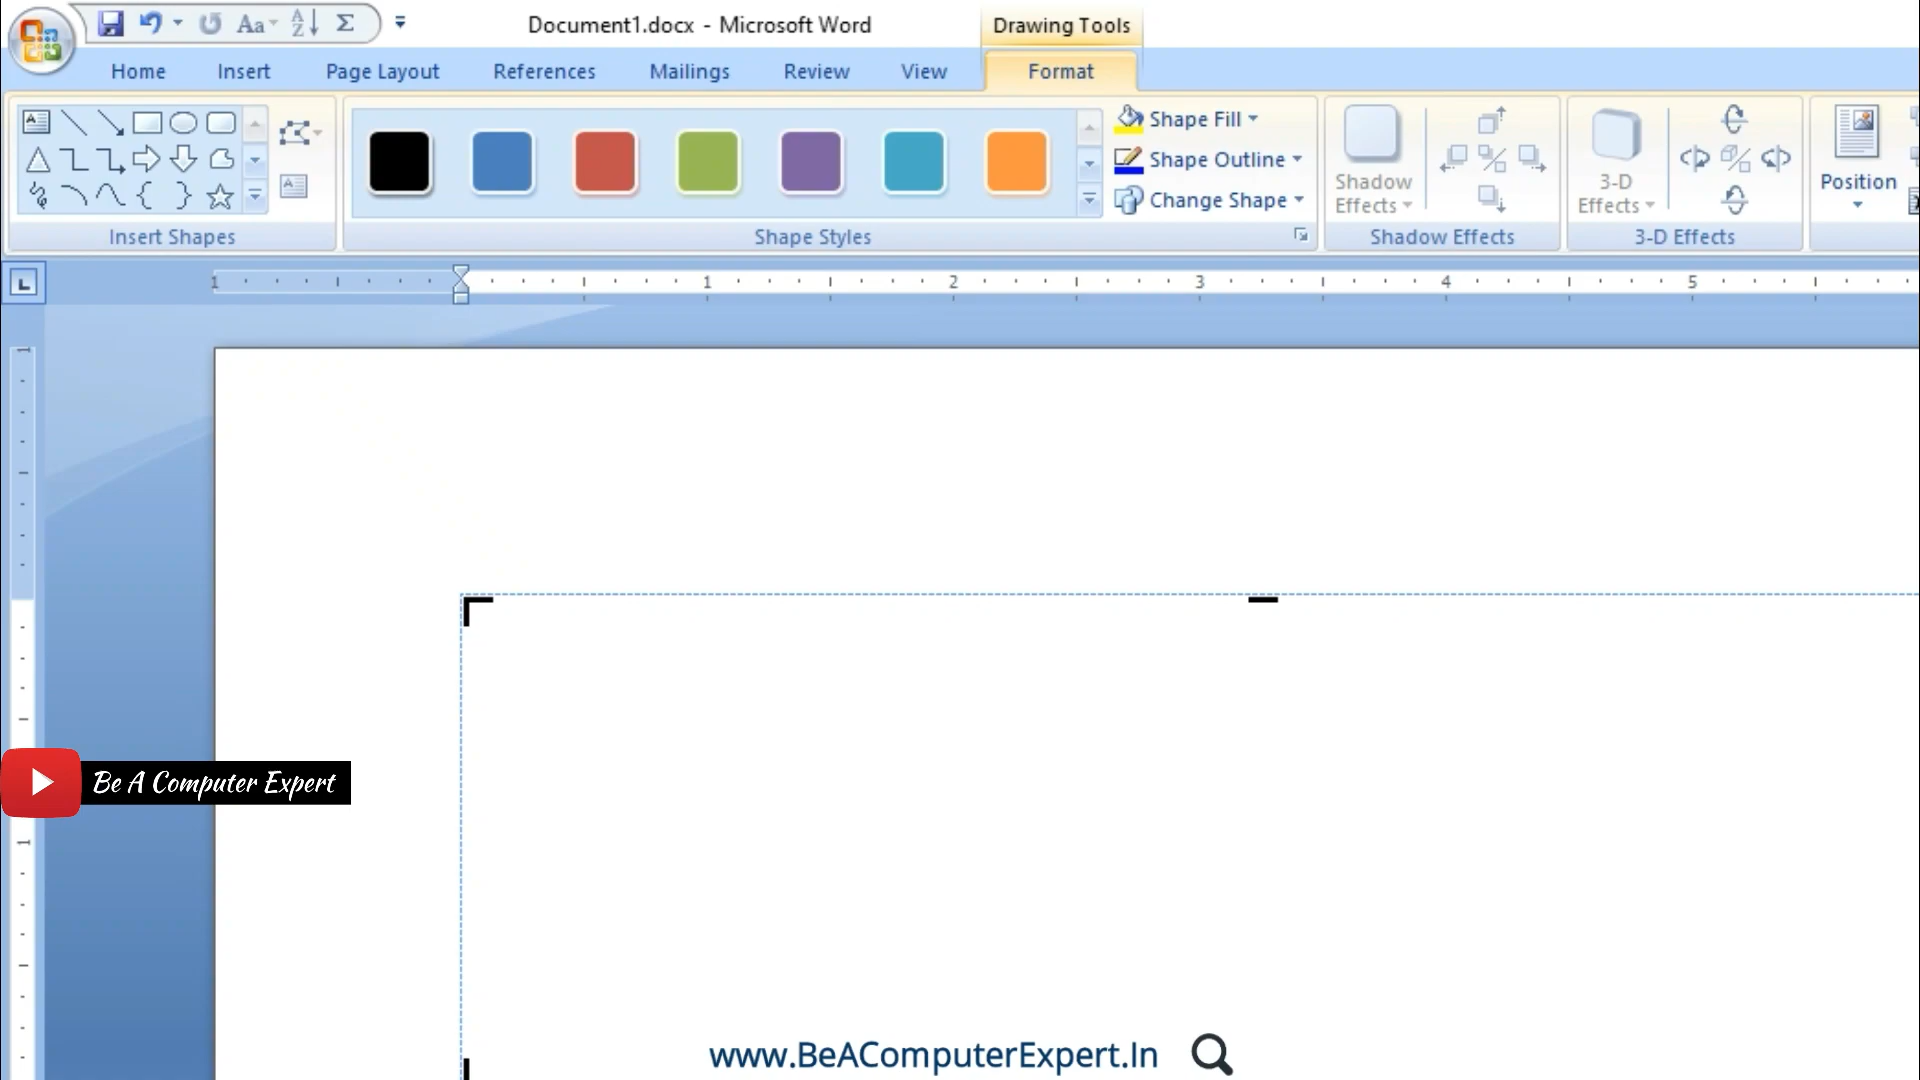 Document1.docx - Microsoft Word
Drawing Tools
Home Insert Page Layout References Mailings Review View Format
Shape Fill
Shape Outline
Change Shape
Shadow Effects
3-D Effects
Position
Insert Shapes
Shape Styles
Shadow Effects
3-D Effects
1 1 2 3 4 5
1
1
Be A Computer Expert
www.BeAComputerExpert.In